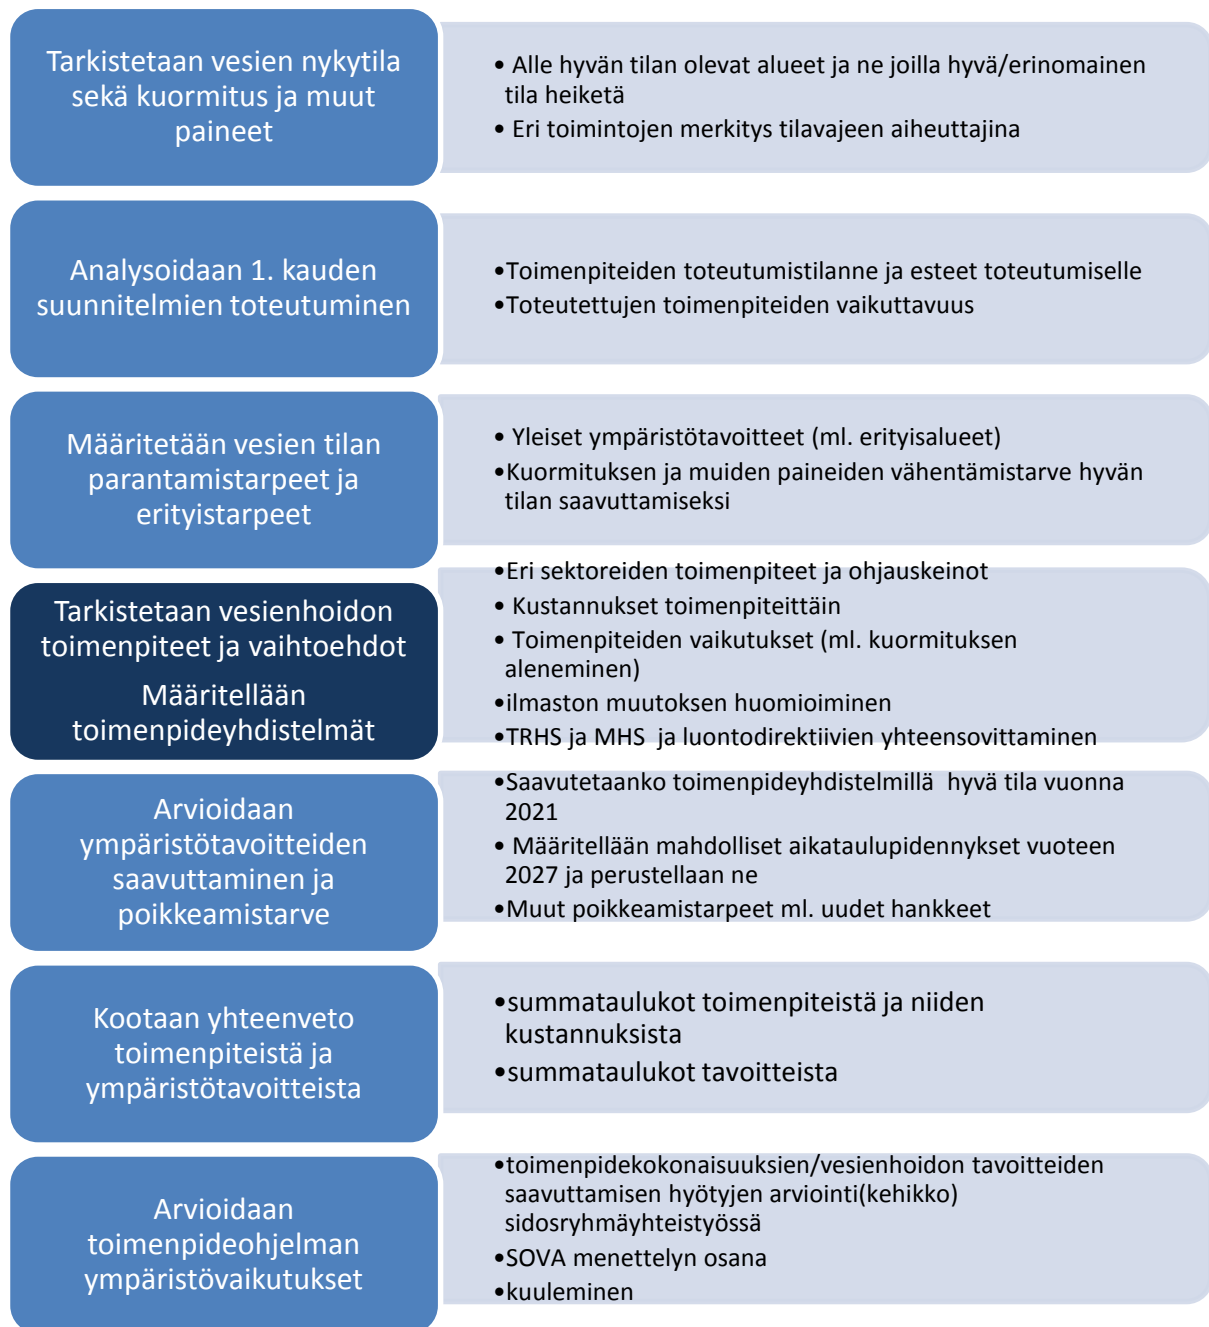 Tarkistetaan vesien nykytila
sekä kuormitus ja muut
paineet
• Alle hyvän tilan olevat alueet ja ne joilla hyvä/erinomainen
tila heiketä
• Eri toimintojen merkitys tilavajeen aiheuttajina
Analysoidaan 1. kauden
suunnitelmien toteutuminen
•Toimenpiteiden toteutumistilanne ja esteet toteutumiselle
•Toteutettujen toimenpiteiden vaikuttavuus
Määritetään vesien tilan
parantamistarpeet ja
erityistarpeet
• Yleiset ympäristötavoitteet (ml. erityisalueet)
•Kuormituksen ja muiden paineiden vähentämistarve hyvän
tilan saavuttamiseksi
Tarkistetaan vesienhoidon
toimenpiteet ja vaihtoehdot
Määritellään
toimenpideyhdistelmät
•Eri sektoreiden toimenpiteet ja ohjauskeinot
• Kustannukset toimenpiteittäin
• Toimenpiteiden vaikutukset (ml. kuormituksen
aleneminen)
•ilmaston muutoksen huomioiminen
•TRHS ja MHS ja luontodirektiivien yhteensovittaminen
Arvioidaan
ympäristötavoitteiden
saavuttaminen ja
poikkeamistarve
•Saavutetaanko toimenpideyhdistelmillä hyvä tila vuonna
2021
• Määritellään mahdolliset aikataulupidennykset vuoteen
2027 ja perustellaan ne
•Muut poikkeamistarpeet ml. uudet hankkeet
Kootaan yhteenveto
toimenpiteistä ja
ympäristötavoitteista
•summataulukot toimenpiteistä ja niiden
kustannuksista
•summataulukot tavoitteista
Arvioidaan
toimenpideohjelman
ympäristövaikutukset
•toimenpidekokonaisuuksien/vesienhoidon tavoitteiden
saavuttamisen hyötyjen arviointi(kehikko)
sidosryhmäyhteistyössä
•SOVA menettelyn osana
•kuuleminen